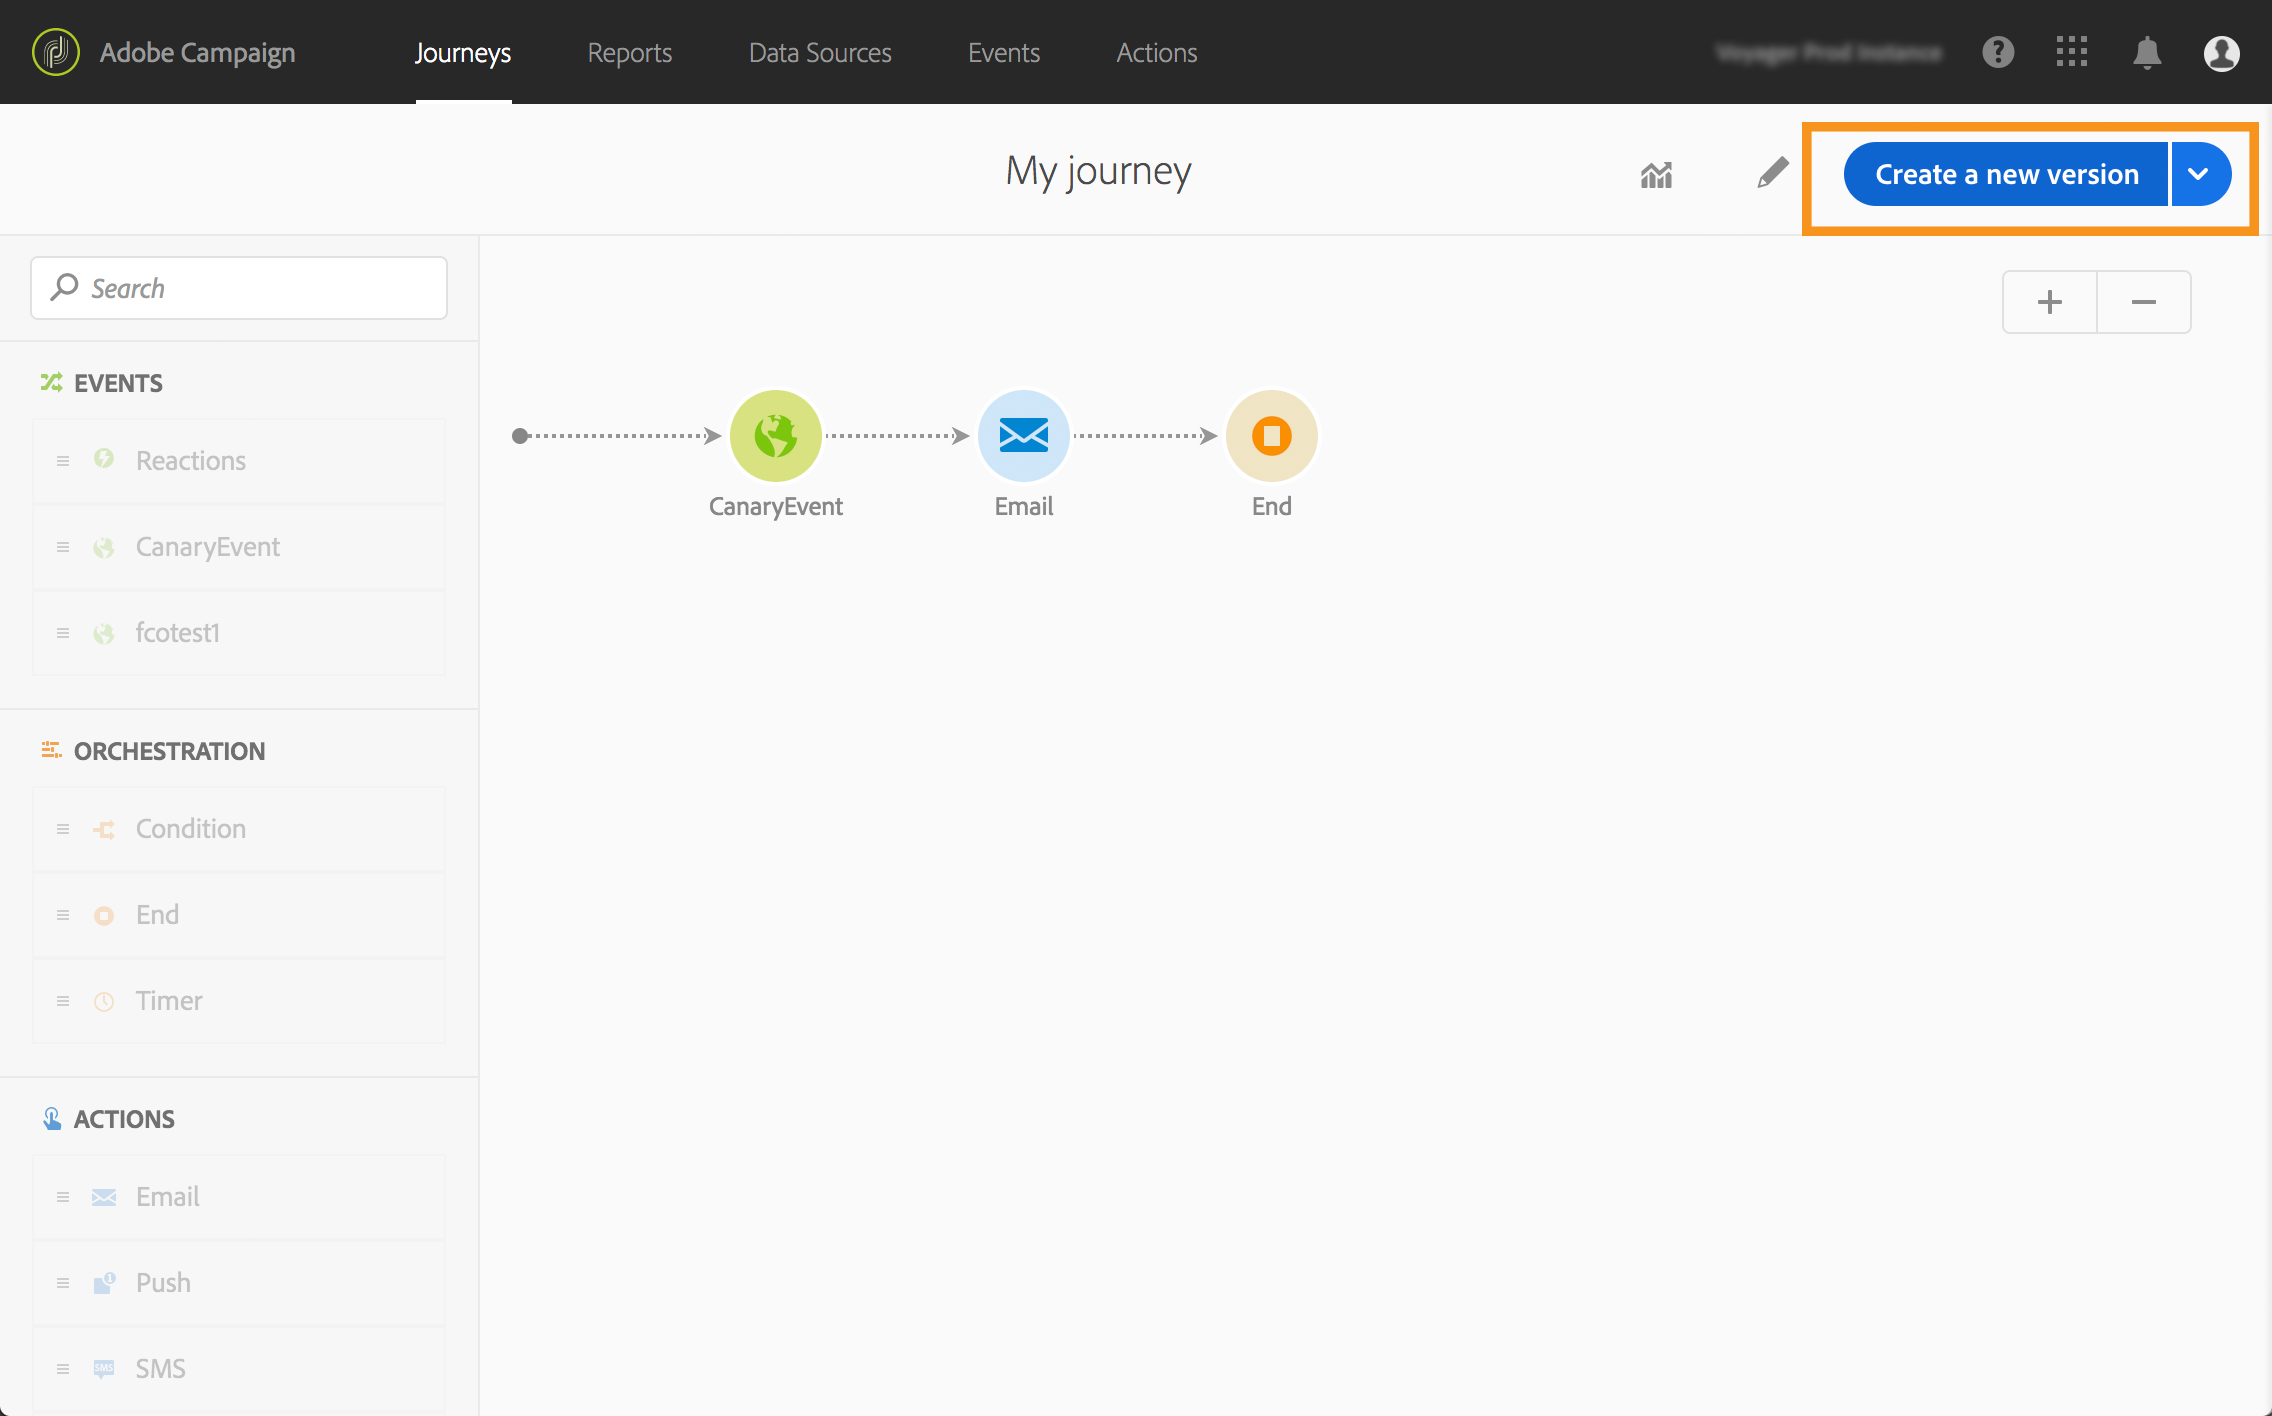 Adobe Campaign
Journeys
Reports
Data Sources
Events
Actions
My journey
Create a new version
Search
EVENTS
Reactions
CanaryEvent
fcotest1
CanaryEvent
Email
End
ORCHESTRATION
Condition
End
Timer
ACTIONS
Email
Push
SMS